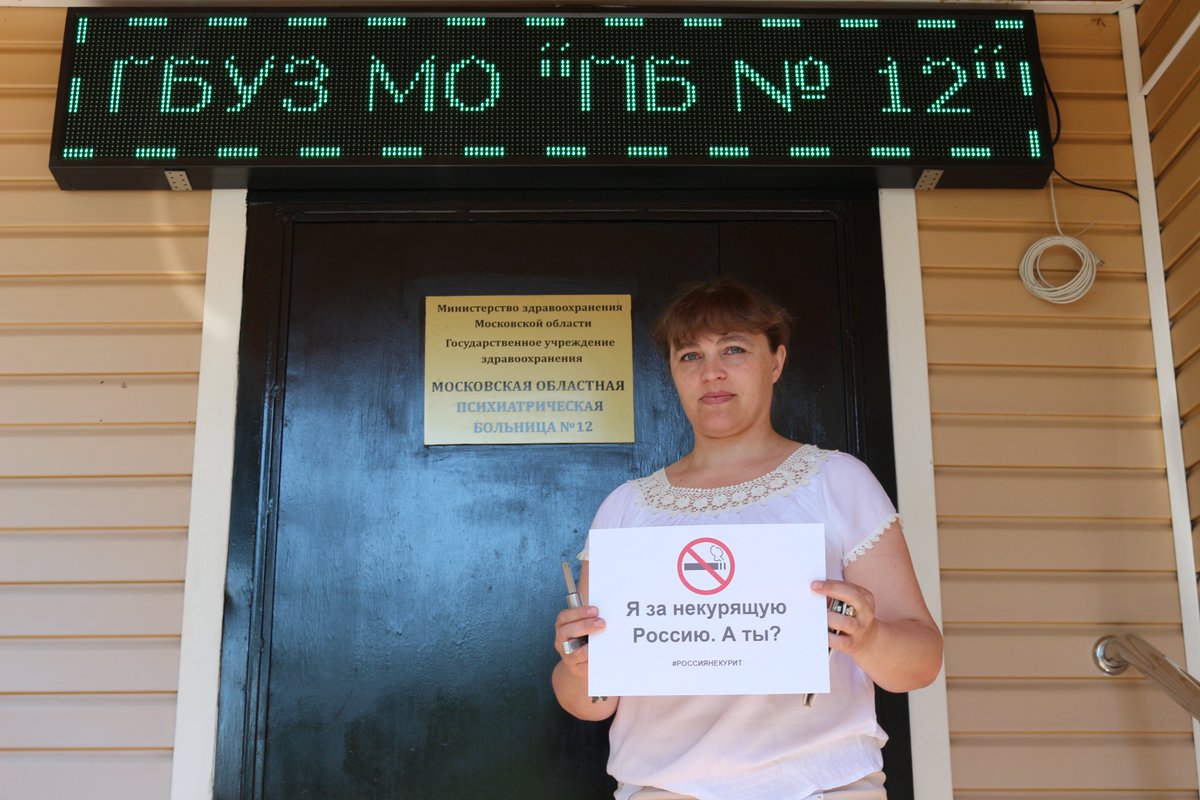 ГБУЗ МО "ПБ № 12"
Министерство здравоохранения
Московской области
Государственное учреждение
здравоохранения
МОСКОВСКАЯ ОБЛАСТНАЯ
ПСИХИАТРИЧЕСКАЯ
БОЛЬНИЦА №12
Я за некурящую
Россию. А ты?
#РОССИЯНЕКУРИТ